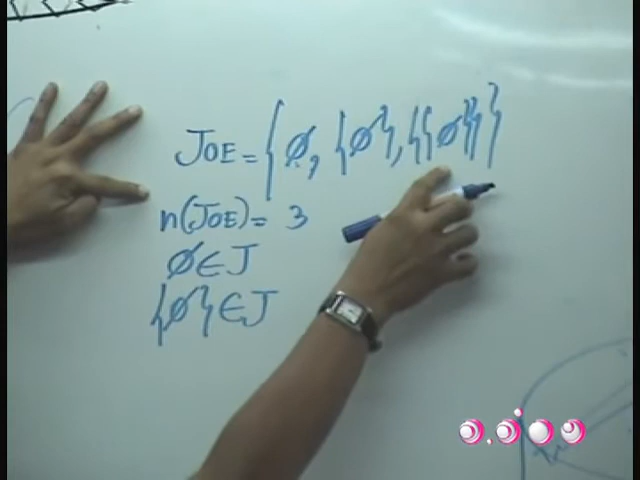 JOE = { Ø, {Ø}, {{Ø}} }
n(JOE) = 3
Ø ∈ J
{Ø} ∈ J